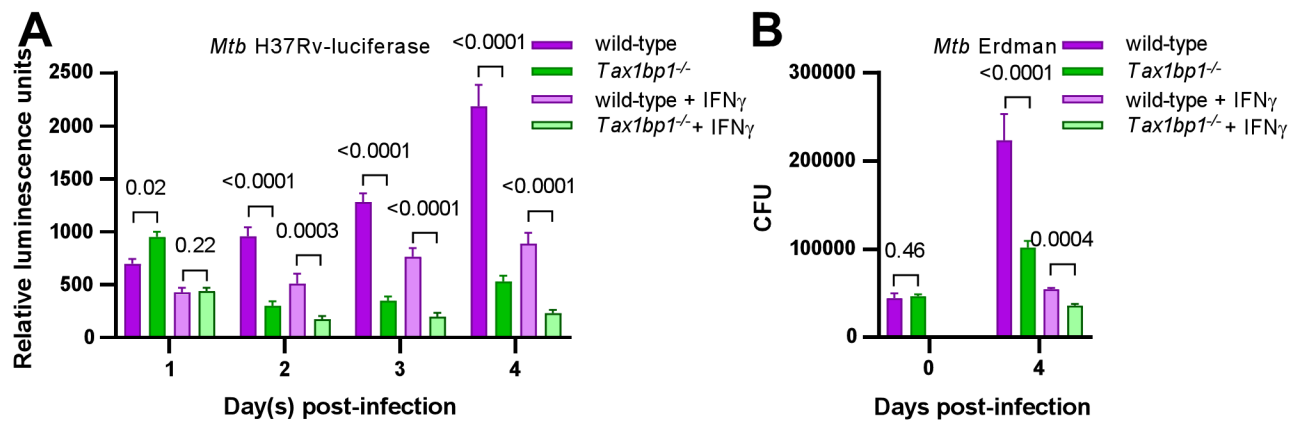 A
Mtb H37Rv-luciferase
wild-type
Tax1bp1-/-
wild-type + IFNγ
Tax1bp1-/- + IFNγ
Relative luminescence units
2500
2000
1500
1000
500
0
0.02
0.22
<0.0001
0.0003
<0.0001
<0.0001
<0.0001
<0.0001
1
2
3
4
Day(s) post-infection
B
Mtb Erdman
wild-type
Tax1bp1-/-
wild-type + IFNγ
Tax1bp1-/- + IFNγ
CFU
300000
200000
100000
0
0.46
<0.0001
0.0004
0
4
Days post-infection